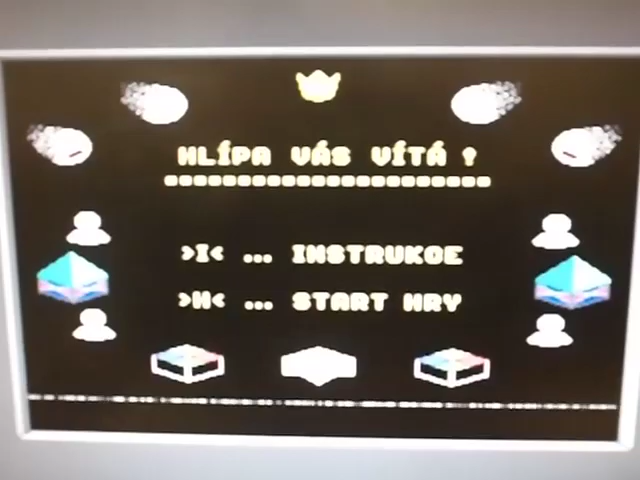 HLÍPA VÁS VÍTÁ !
>I< ... INSTRUKCE
>H< ... START HRY